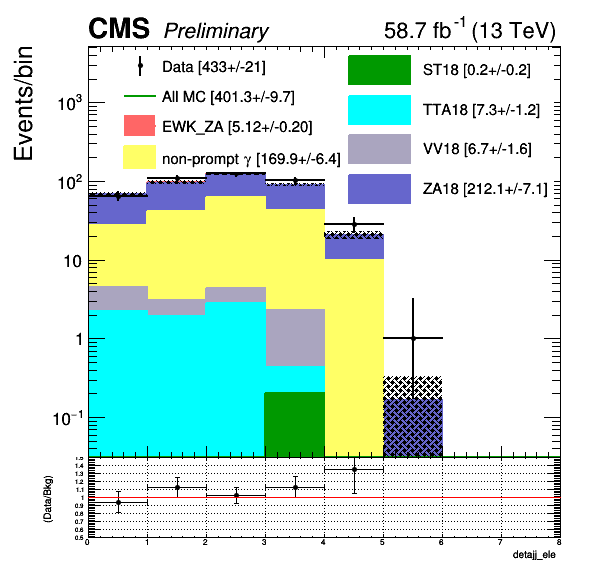 CMS Preliminary 58.7 fb⁻¹ (13 TeV)
Events/bin
Data [433+/-21]
All MC [401.3+/-9.7]
EWK_ZA [5.12+/-0.20]
non-prompt γ [169.9+/-6.4]
ST18 [0.2+/-0.2]
TTA18 [7.3+/-1.2]
VV18 [6.7+/-1.6]
ZA18 [212.1+/-7.1]
10³
10²
10
1
10⁻¹
(Data/Bkg)
1.5
1.4
1.3
1.2
1.1
1
0.9
0.8
0.7
0.6
0.5
0 1 2 3 4 5 6 7 8
detajj_ele